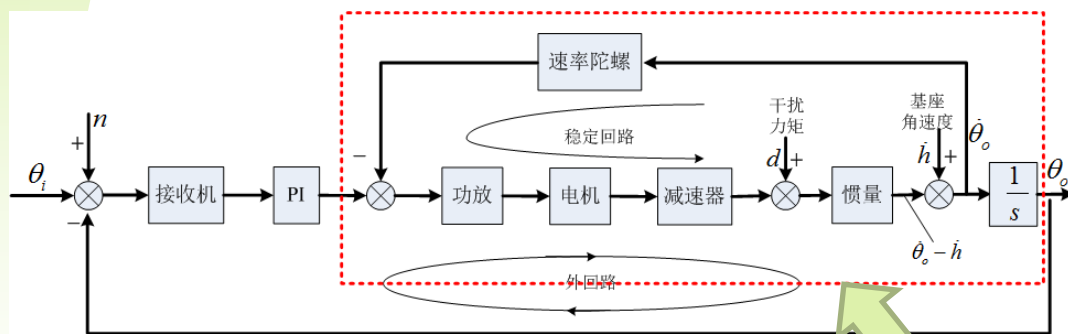 速率陀螺
干扰
力矩
基座
角速度
n
+
稳定回路
d
+
ḣ
+
θ̇ₒ
θᵢ
−
接收机
PI
−
功放
电机
减速器
惯量
1
s
θₒ
θ̇ₒ − ḣ
外回路